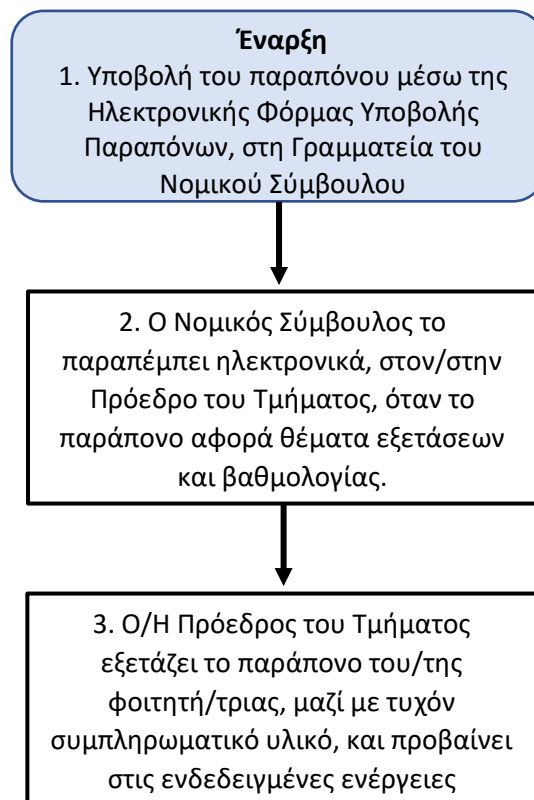 Έναρξη
1. Υποβολή του παραπόνου μέσω της
Ηλεκτρονικής Φόρμας Υποβολής
Παραπόνων, στη Γραμματεία του
Νομικού Σύμβουλου
2. Ο Νομικός Σύμβουλος το
παραπέμπει ηλεκτρονικά, στον/στην
Πρόεδρο του Τμήματος, όταν το
παράπονο αφορά θέματα εξετάσεων
και βαθμολογίας.
3. Ο/Η Πρόεδρος του Τμήματος
εξετάζει το παράπονο του/της
φοιτητή/τριας, μαζί με τυχόν
συμπληρωματικό υλικό, και προβαίνει
στις ενδεδειγμένες ενέργειες